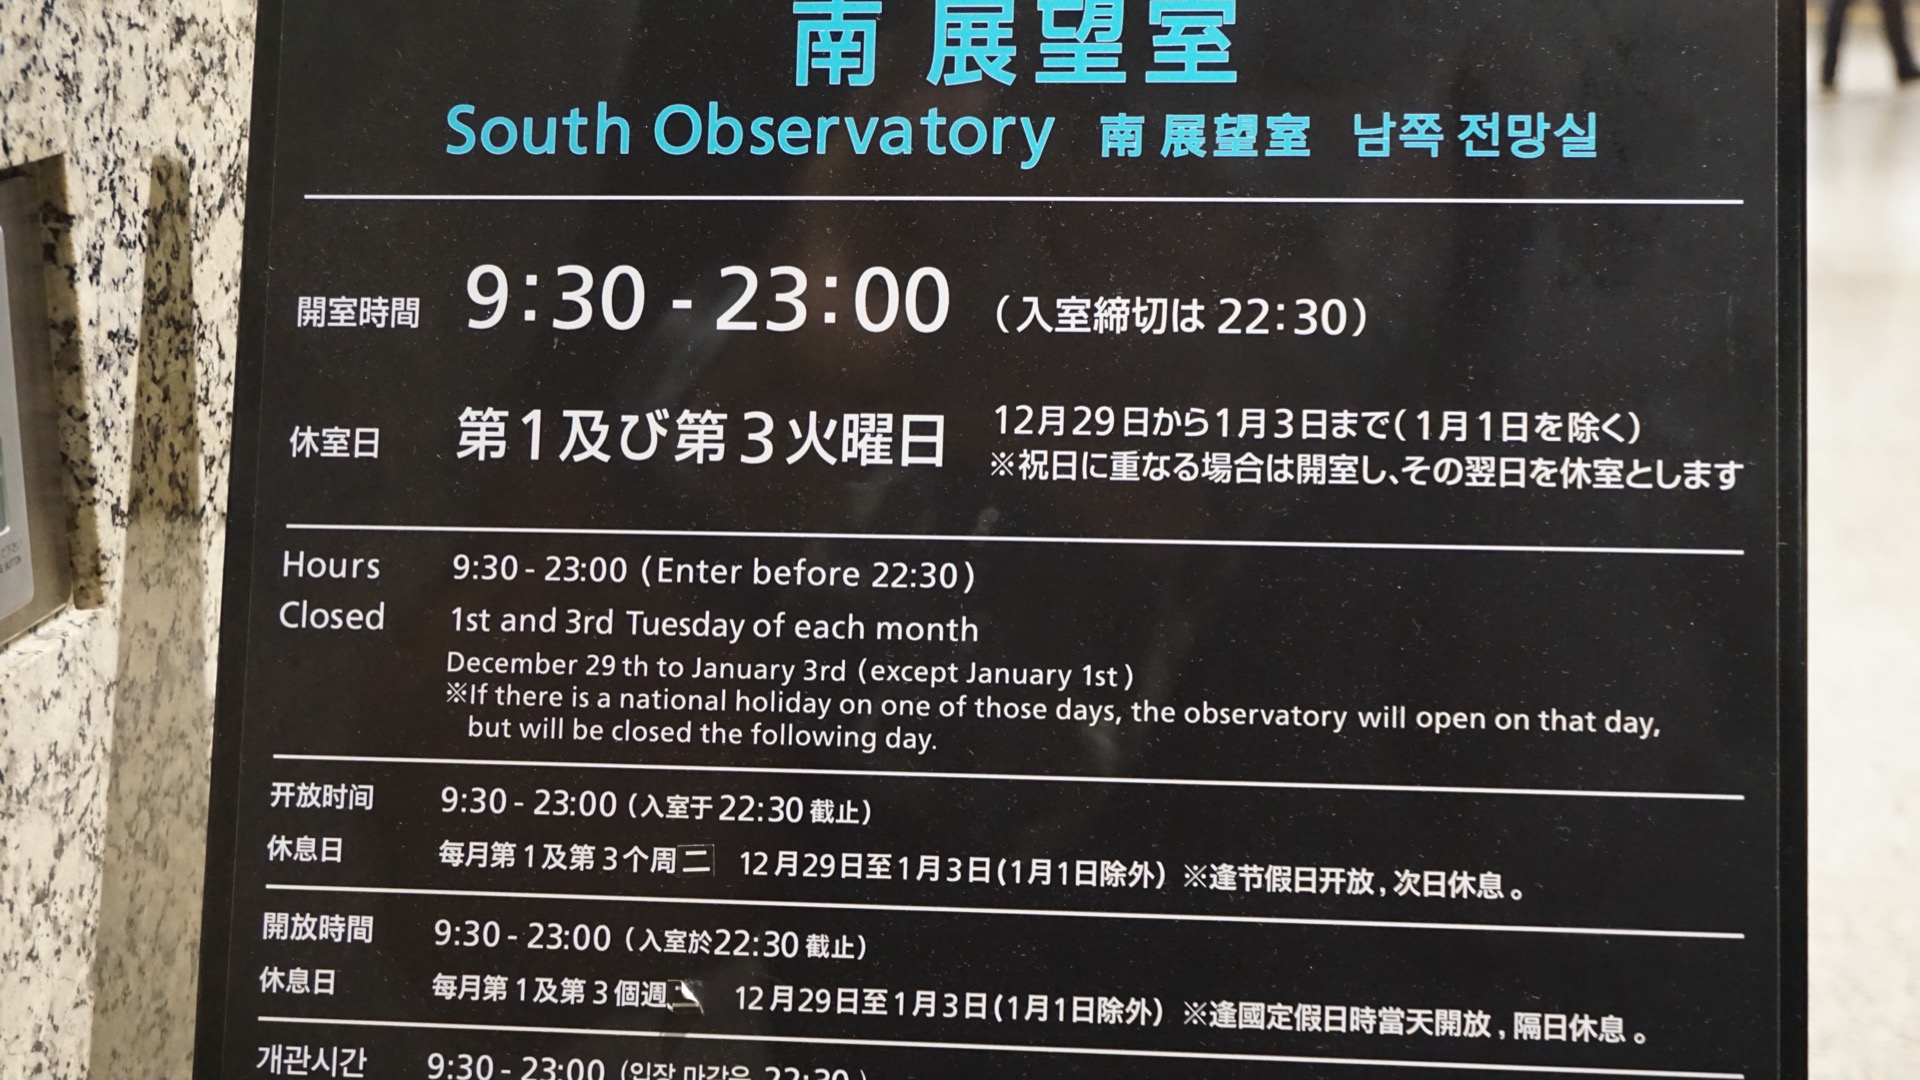 南 展望室
South Observatory 南 展望室 남쪽 전망실
開室時間 9:30 - 23:00 (入室締切は 22:30)
休室日 第1及び第3火曜日 12月29日から1月3日まで(1月1日を除く)
※祝日に重なる場合は開室し、その翌日を休室とします
Hours 9:30 - 23:00 (Enter before 22:30)
Closed 1st and 3rd Tuesday of each month
December 29 th to January 3rd (except January 1st)
※If there is a national holiday on one of those days, the observatory will open on that day,
but will be closed the following day.
开放时间 9:30 - 23:00 (入室于 22:30 截止)
休息日 每月第1及第3个周二 12月29日至1月3日(1月1日除外) ※逢节假日开放,次日休息。
開放時間 9:30 - 23:00 (入室於22:30 截止)
休息日 每月第1及第3個週二 12月29日至1月3日(1月1日除外) ※逢國定假日時當天開放,隔日休息。
개관시간 9:30 - 23:00 (입장 마감은 22:30)